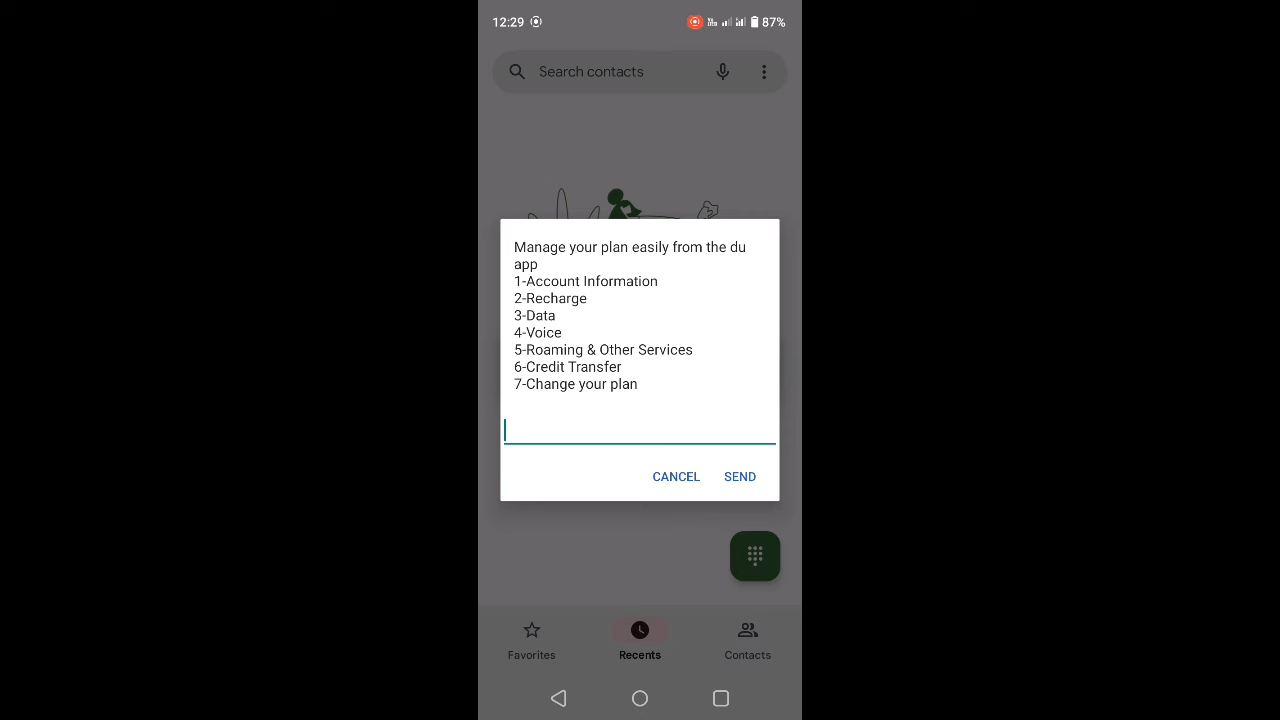 12:29
87%
Search contacts
Manage your plan easily from the du
app
1-Account Information
2-Recharge
3-Data
4-Voice
5-Roaming & Other Services
6-Credit Transfer
7-Change your plan
CANCEL SEND
Favorites Recents Contacts